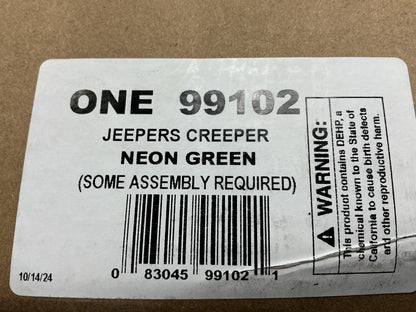 ONE 99102
JEEPERS CREEPER
NEON GREEN
(SOME ASSEMBLY REQUIRED)
0 83045 99102 1
10/14/24
⚠ WARNING:
This product contains DEHP, a
chemical known to the State of
California to cause birth defects
and other reproductive harm.